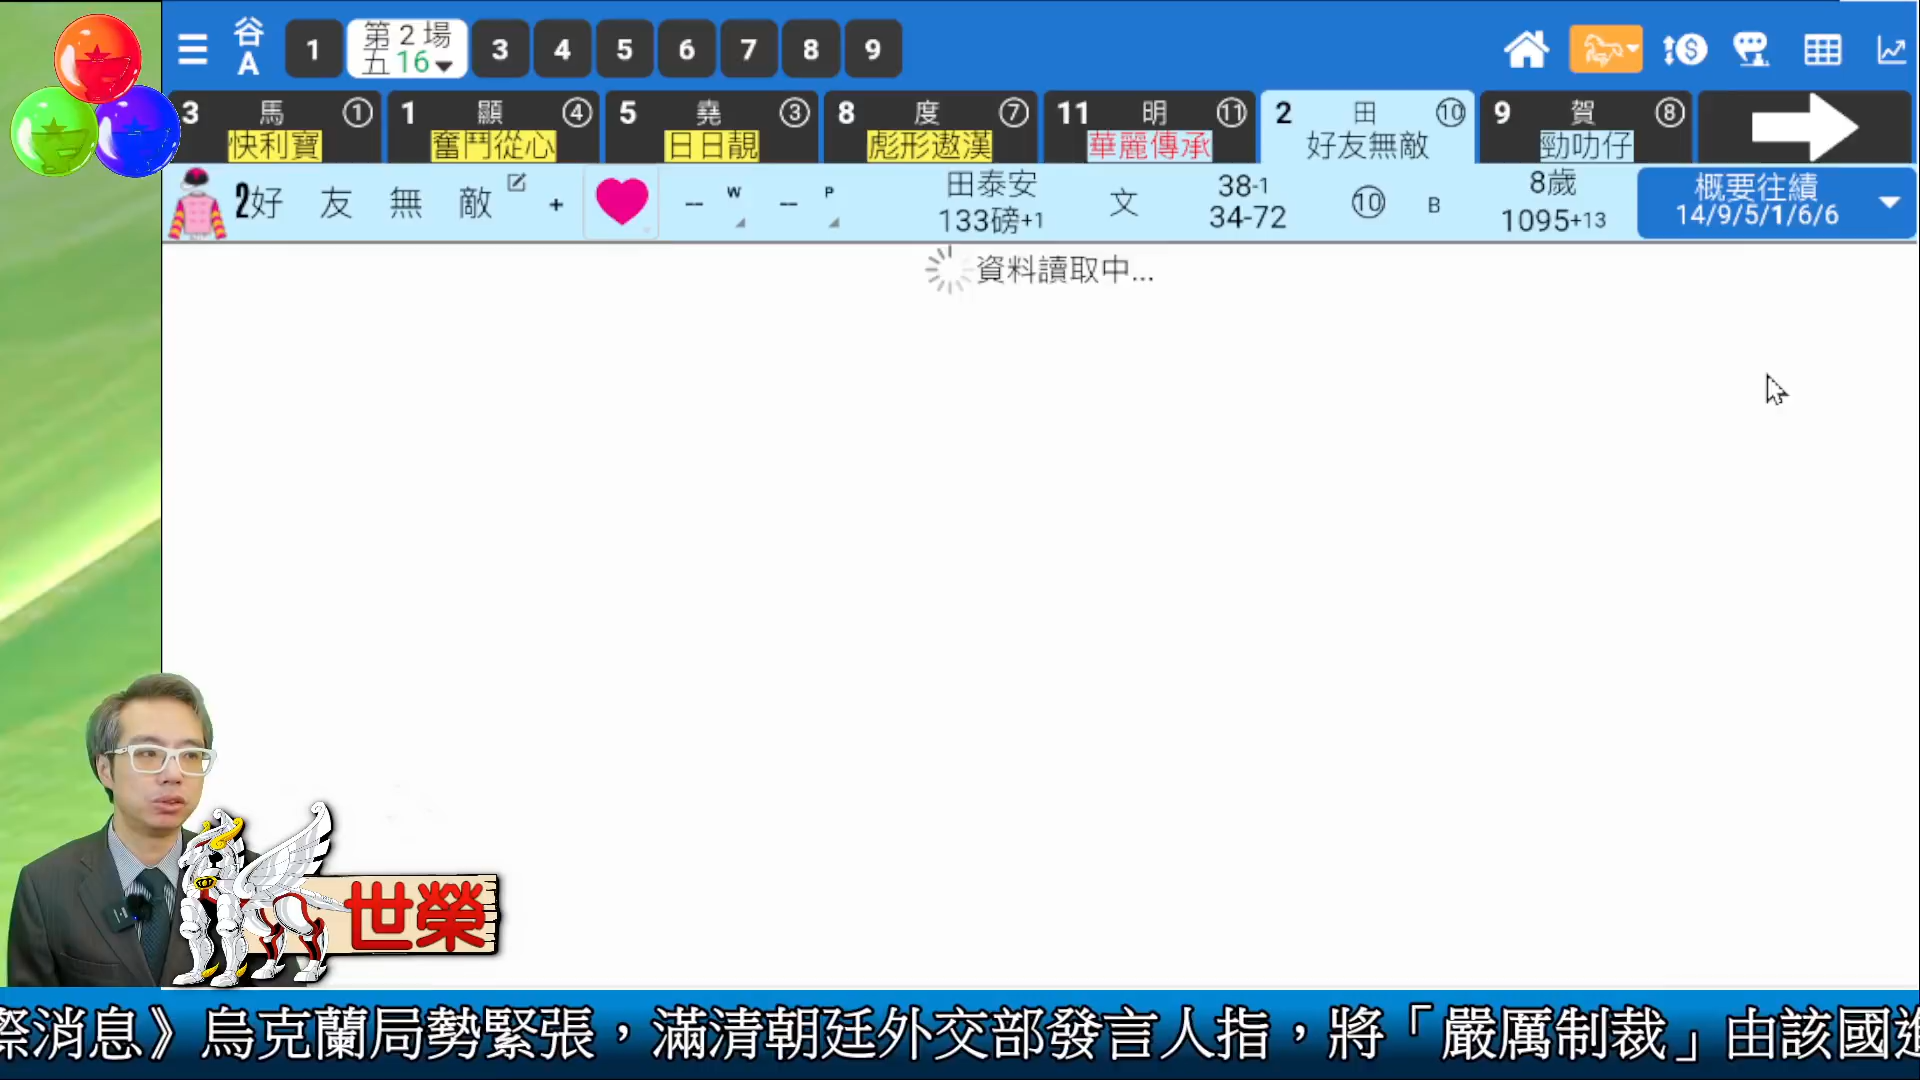 谷 A 1 第2場 五16 3 4 5 6 7 8 9
3 馬 ① 1 顯 ④ 5 堯 ③ 8 度 ⑦ 11 明 ⑪ 2 田 ⑩ 9 賀 ⑧
快利寶 奮鬥從心 日日靚 彪形遨漢 華麗傳承 好友無敵 勁叻仔
2好友無敵 + -- W -- P 田泰安 133磅+1 文 38-1 34-72 ⑩ B 8歲 1095+13 概要往績 14/9/5/1/6/6
資料讀取中...
世榮
際消息》烏克蘭局勢緊張，滿清朝廷外交部發言人指，將「嚴厲制裁」由該國進